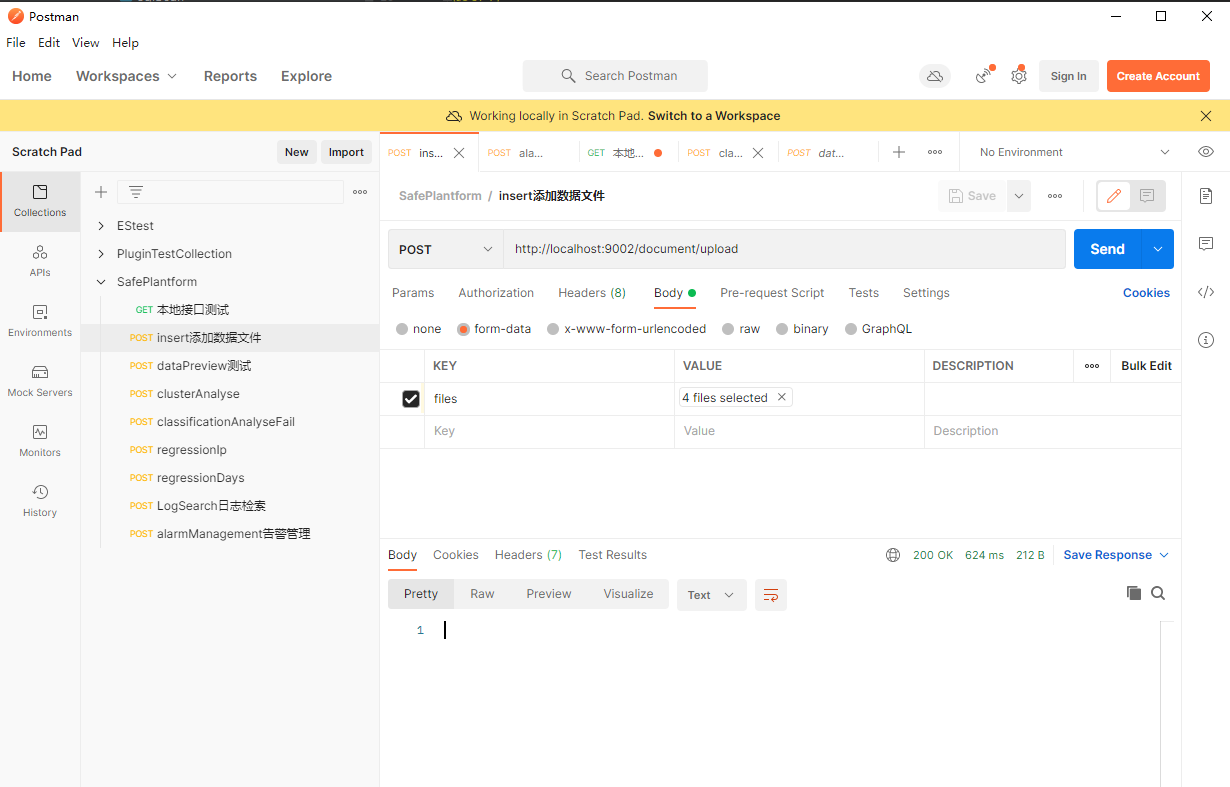 Postman
File Edit View Help
Home Workspaces Reports Explore Search Postman Sign In Create Account
Working locally in Scratch Pad. Switch to a Workspace
Scratch Pad New Import
POST ins... POST ala... GET 本地... POST cla... POST dat... No Environment
Collections
APIs
Environments
Mock Servers
Monitors
History
EStest
PluginTestCollection
SafePlantform
GET 本地接口测试
POST insert添加数据文件
POST dataPreview测试
POST clusterAnalyse
POST classificationAnalyseFail
POST regressionIp
POST regressionDays
POST LogSearch日志检索
POST alarmManagement告警管理
SafePlantform / insert添加数据文件 Save
POST http://localhost:9002/document/upload Send
Params Authorization Headers (8) Body Pre-request Script Tests Settings Cookies
none form-data x-www-form-urlencoded raw binary GraphQL
KEY VALUE DESCRIPTION Bulk Edit
files 4 files selected
Key Value Description
Body Cookies Headers (7) Test Results 200 OK 624 ms 212 B Save Response
Pretty Raw Preview Visualize Text
1